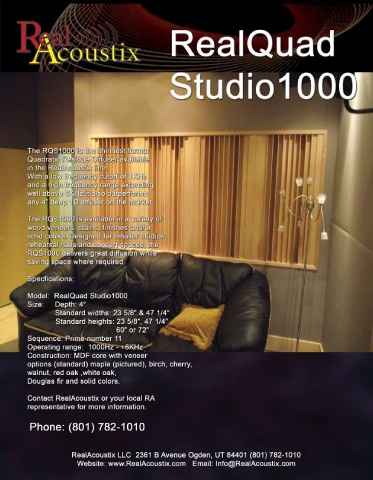 RealAcoustix
RealQuad
Studio1000
The RQS1000 is the thinnest format
Quadratic Residue Diffuser available
in the RealAcoustix line.
With a low frequency cutoff of 1KHz
and a high frequency range extending
well above 5KHz it also outperforms
any 4" deep 1D diffuser on the market.
The RQS1000 is available in a variety of
wood veneers, stains, finishes and/or
solid colors. Designed for smaller studios,
rehearsal halls and concert spaces, the
RQS1000 delivers great diffusion while
saving space where required.
Specfications:
Model: RealQuad Studio1000
Size: Depth: 4"
Standard widths: 23 5/8" & 47 1/4"
Standard heights: 23 5/8", 47 1/4"
60" or 72"
Sequence: Prime number 11
Operating range: 1000Hz - +6KHz
Construction: MDF core with veneer
options (standard) maple (pictured), birch, cherry,
walnut, red oak ,white oak,
Douglas fir and solid colors.
Contact RealAcoustix or your local RA
representative for more information.
Phone: (801) 782-1010
RealAcoustix LLC 2361 B Avenue Ogden, UT 84401 (801) 782-1010
Website: www.RealAcoustix.com Email: Info@RealAcoustix.com